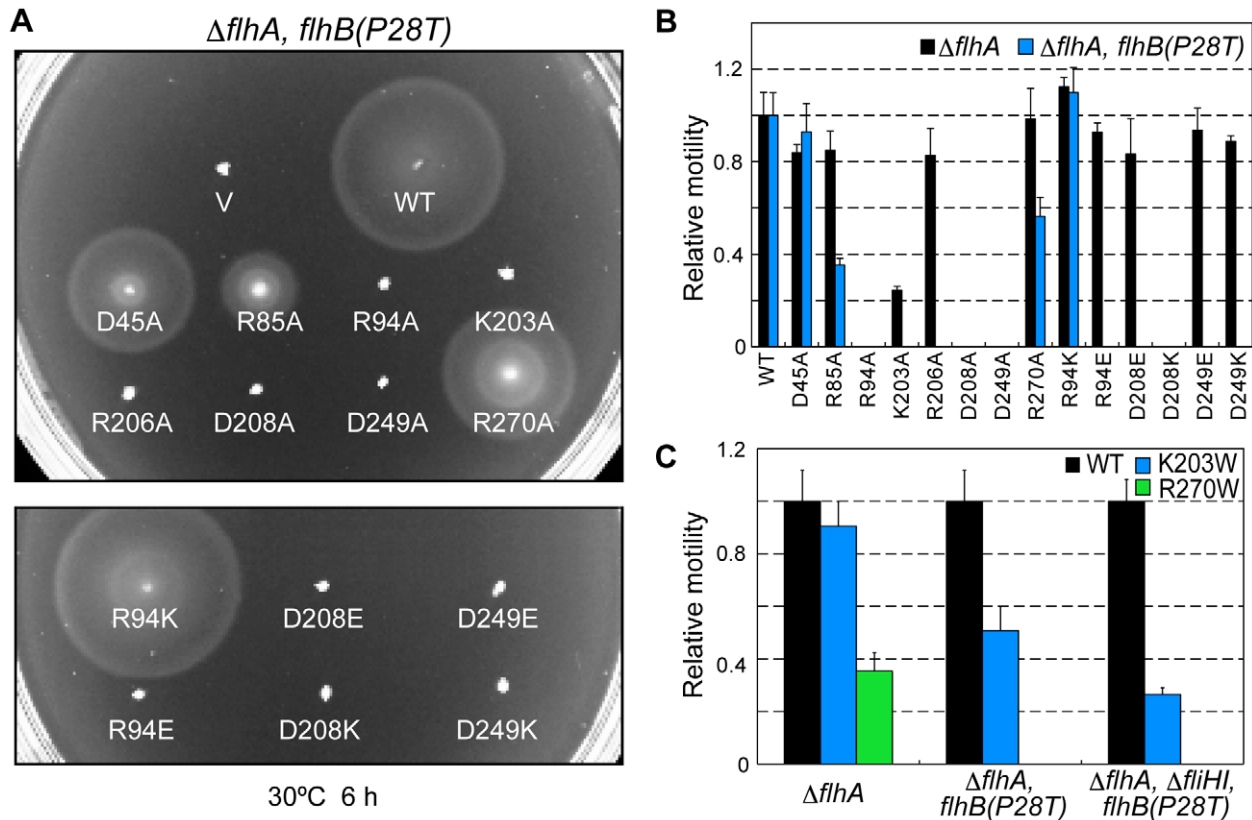 A
ΔflhA, flhB(P28T)
V
WT
D45A
R85A
R94A
K203A
R206A
D208A
D249A
R270A
R94K
D208E
D249E
R94E
D208K
D249K
30ºC 6 h
B
ΔflhA
ΔflhA, flhB(P28T)
Relative motility
1.2
0.8
0.4
0
WT
D45A
R85A
R94A
K203A
R206A
D208A
D249A
R270A
R94K
R94E
D208E
D208K
D249E
D249K
C
WT
K203W
R270W
Relative motility
1.2
0.8
0.4
0
ΔflhA
ΔflhA,
flhB(P28T)
ΔflhA, ΔfliHI,
flhB(P28T)